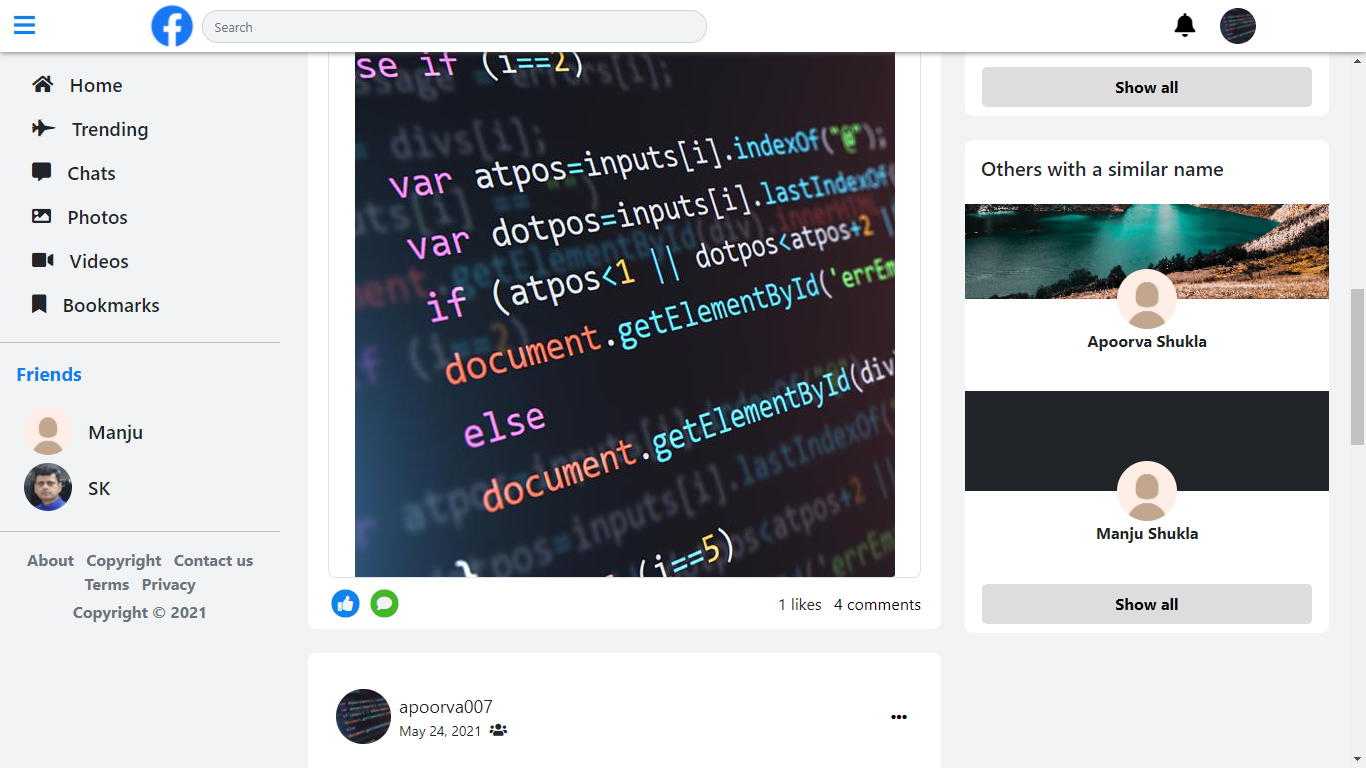 Search
Home
Trending
Chats
Photos
Videos
Bookmarks
Friends
Manju
SK
About Copyright Contact us
Terms Privacy
Copyright © 2021
se if (i==2)
var atpos=inputs[i].indexOf("@");
var dotpos=inputs[i].lastIndexOf(
if (atpos<1 || dotpos<atpos+2 ||
document.getElementById('errEm
else
document.getElementById(div
(i==5)
1 likes 4 comments
apoorva007
May 24, 2021
Show all
Others with a similar name
Apoorva Shukla
Manju Shukla
Show all